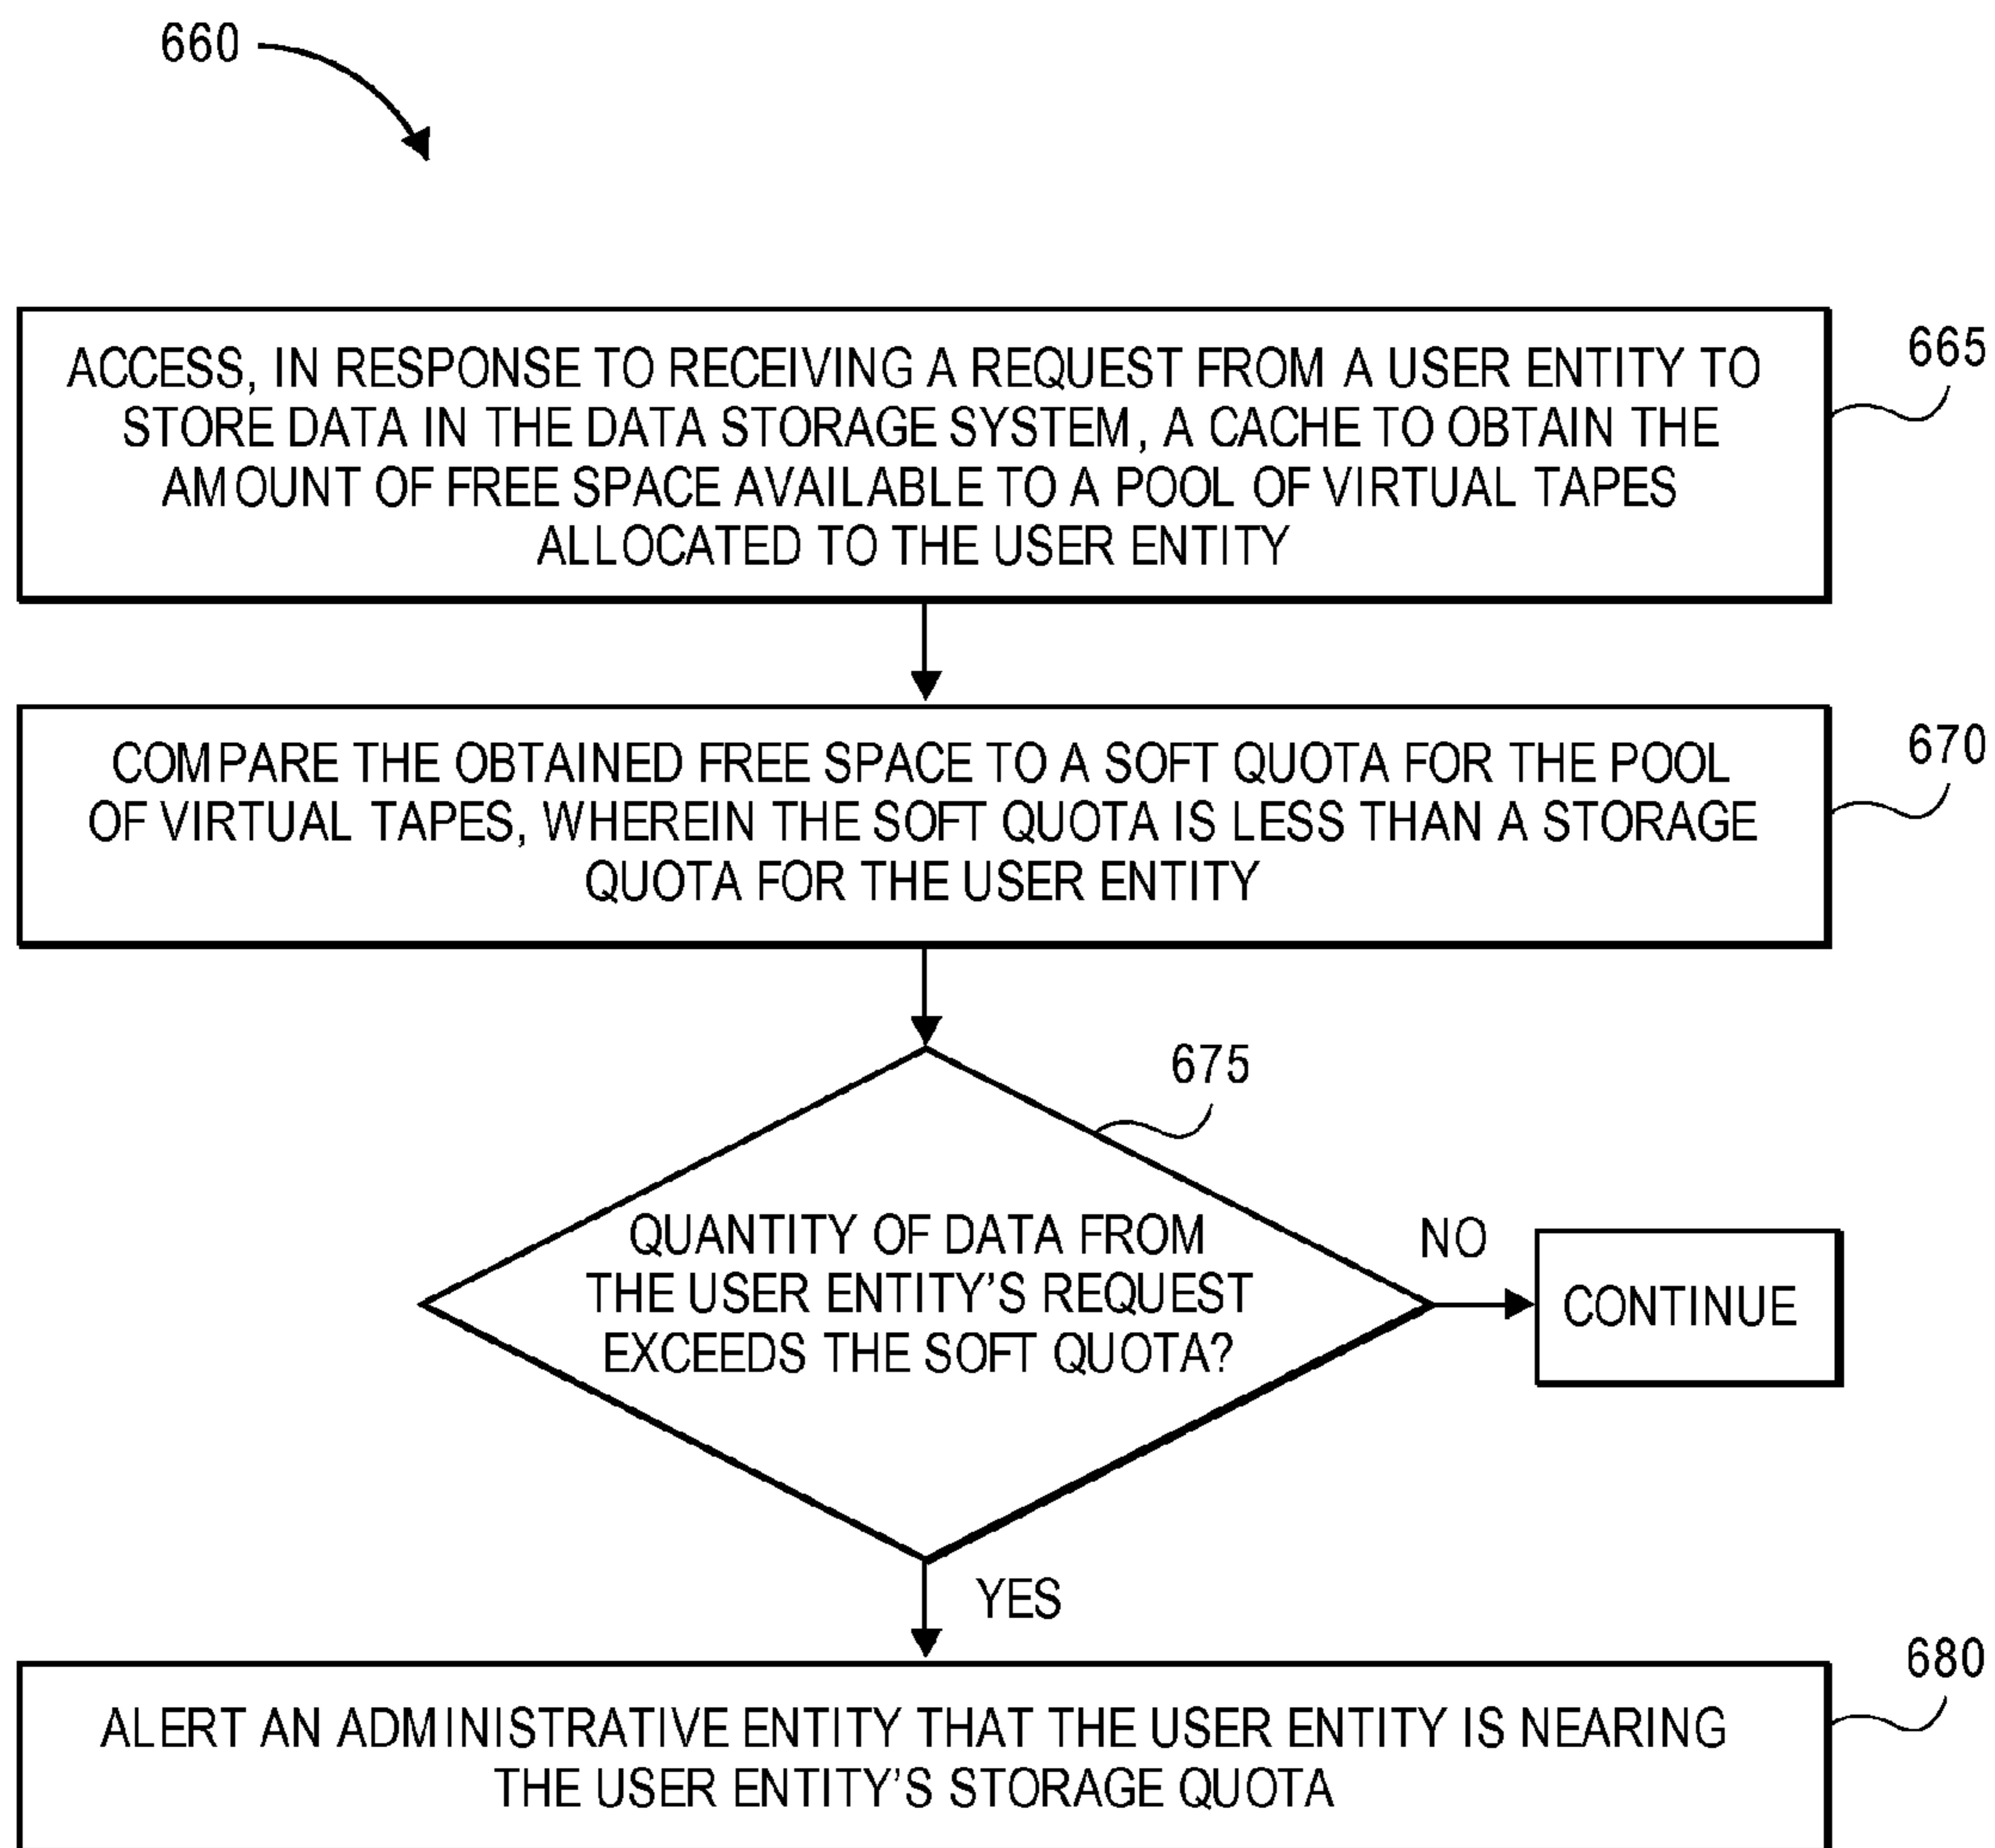 660
ACCESS, IN RESPONSE TO RECEIVING A REQUEST FROM A USER ENTITY TO
STORE DATA IN THE DATA STORAGE SYSTEM, A CACHE TO OBTAIN THE
AMOUNT OF FREE SPACE AVAILABLE TO A POOL OF VIRTUAL TAPES
ALLOCATED TO THE USER ENTITY
665
COMPARE THE OBTAINED FREE SPACE TO A SOFT QUOTA FOR THE POOL
OF VIRTUAL TAPES, WHEREIN THE SOFT QUOTA IS LESS THAN A STORAGE
QUOTA FOR THE USER ENTITY
670
675
QUANTITY OF DATA FROM
THE USER ENTITY'S REQUEST
EXCEEDS THE SOFT QUOTA?
NO
CONTINUE
YES
680
ALERT AN ADMINISTRATIVE ENTITY THAT THE USER ENTITY IS NEARING
THE USER ENTITY'S STORAGE QUOTA